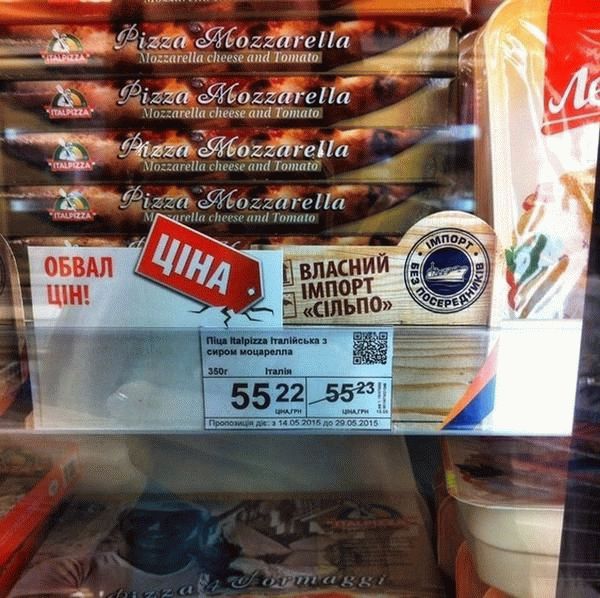 Pizza Mozzarella
Mozzarella cheese and Tomato
ITALPIZZA
Pizza Mozzarella
Mozzarella cheese and Tomato
ITALPIZZA
Pizza Mozzarella
Mozzarella cheese and Tomato
ITALPIZZA
Pizza Mozzarella
Mozzarella cheese and Tomato
ITALPIZZA
Ле
ОБВАЛ
ЦІН!
ЦІНА
ВЛАСНИЙ
ІМПОРТ
«СІЛЬПО»
ІМПОРТ
БЕЗ ПОСЕРЕДНИКІВ
Піца Italpizza Італійська з
сиром моцарелла
350г Італія
55 22 55 23
ЦІНА,ГРН ЦІНА,ГРН
Пропозиція діє: з 14.05.2015 до 29.05.2015
ITALPIZZA
Pizza 4 Formaggi